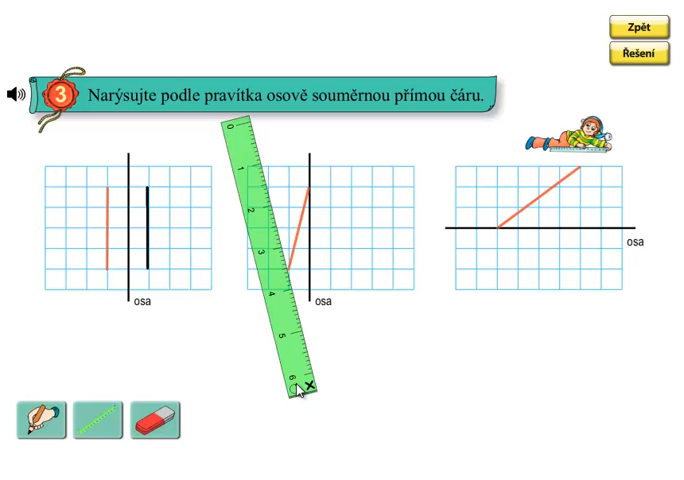 Zpět
Řešení
3 Narýsujte podle pravítka osově souměrnou přímou čáru.
0
1
2
3
4
5
6
osa
osa
osa